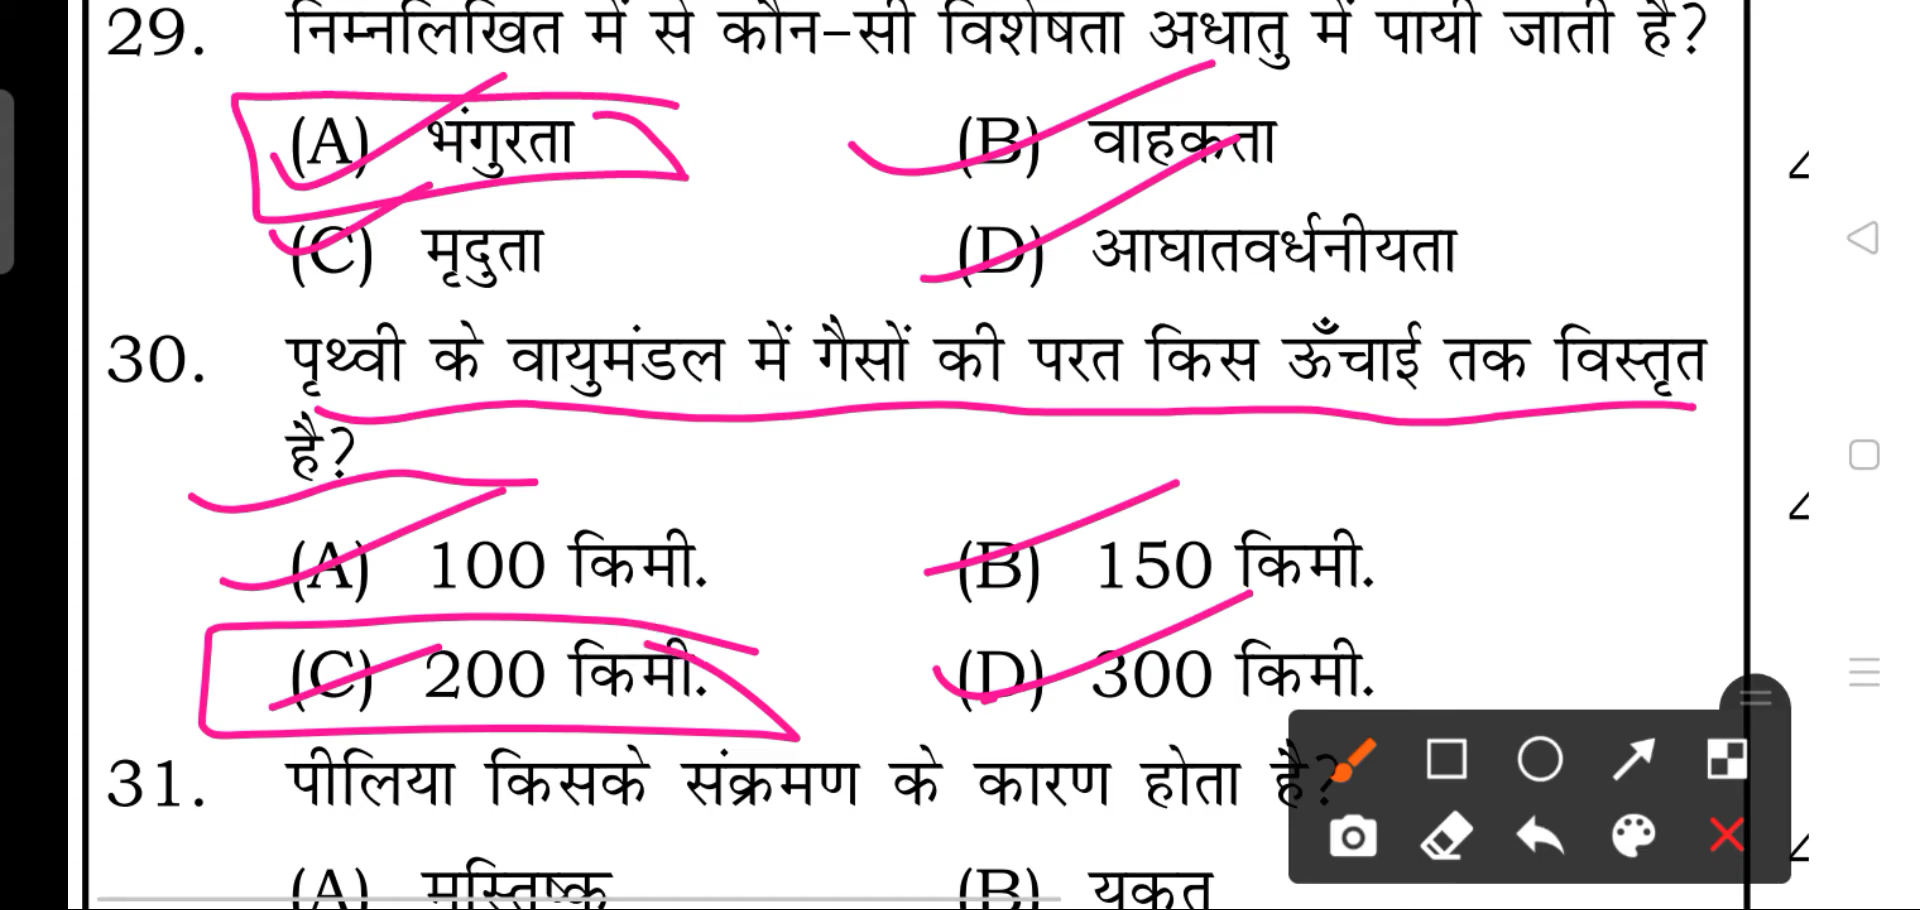 29. निम्नलिखित में से कौन-सी विशेषता अधातु में पायी जाती है?
(A) भंगुरता (B) वाहकता
(C) मृदुता (D) आघातवर्धनीयता
30. पृथ्वी के वायुमंडल में गैसों की परत किस ऊँचाई तक विस्तृत
है?
(A) 100 किमी. (B) 150 किमी.
(C) 200 किमी. (D) 300 किमी.
31. पीलिया किसके संक्रमण के कारण होता है?
(A) मस्तिष्क (B) यकृत